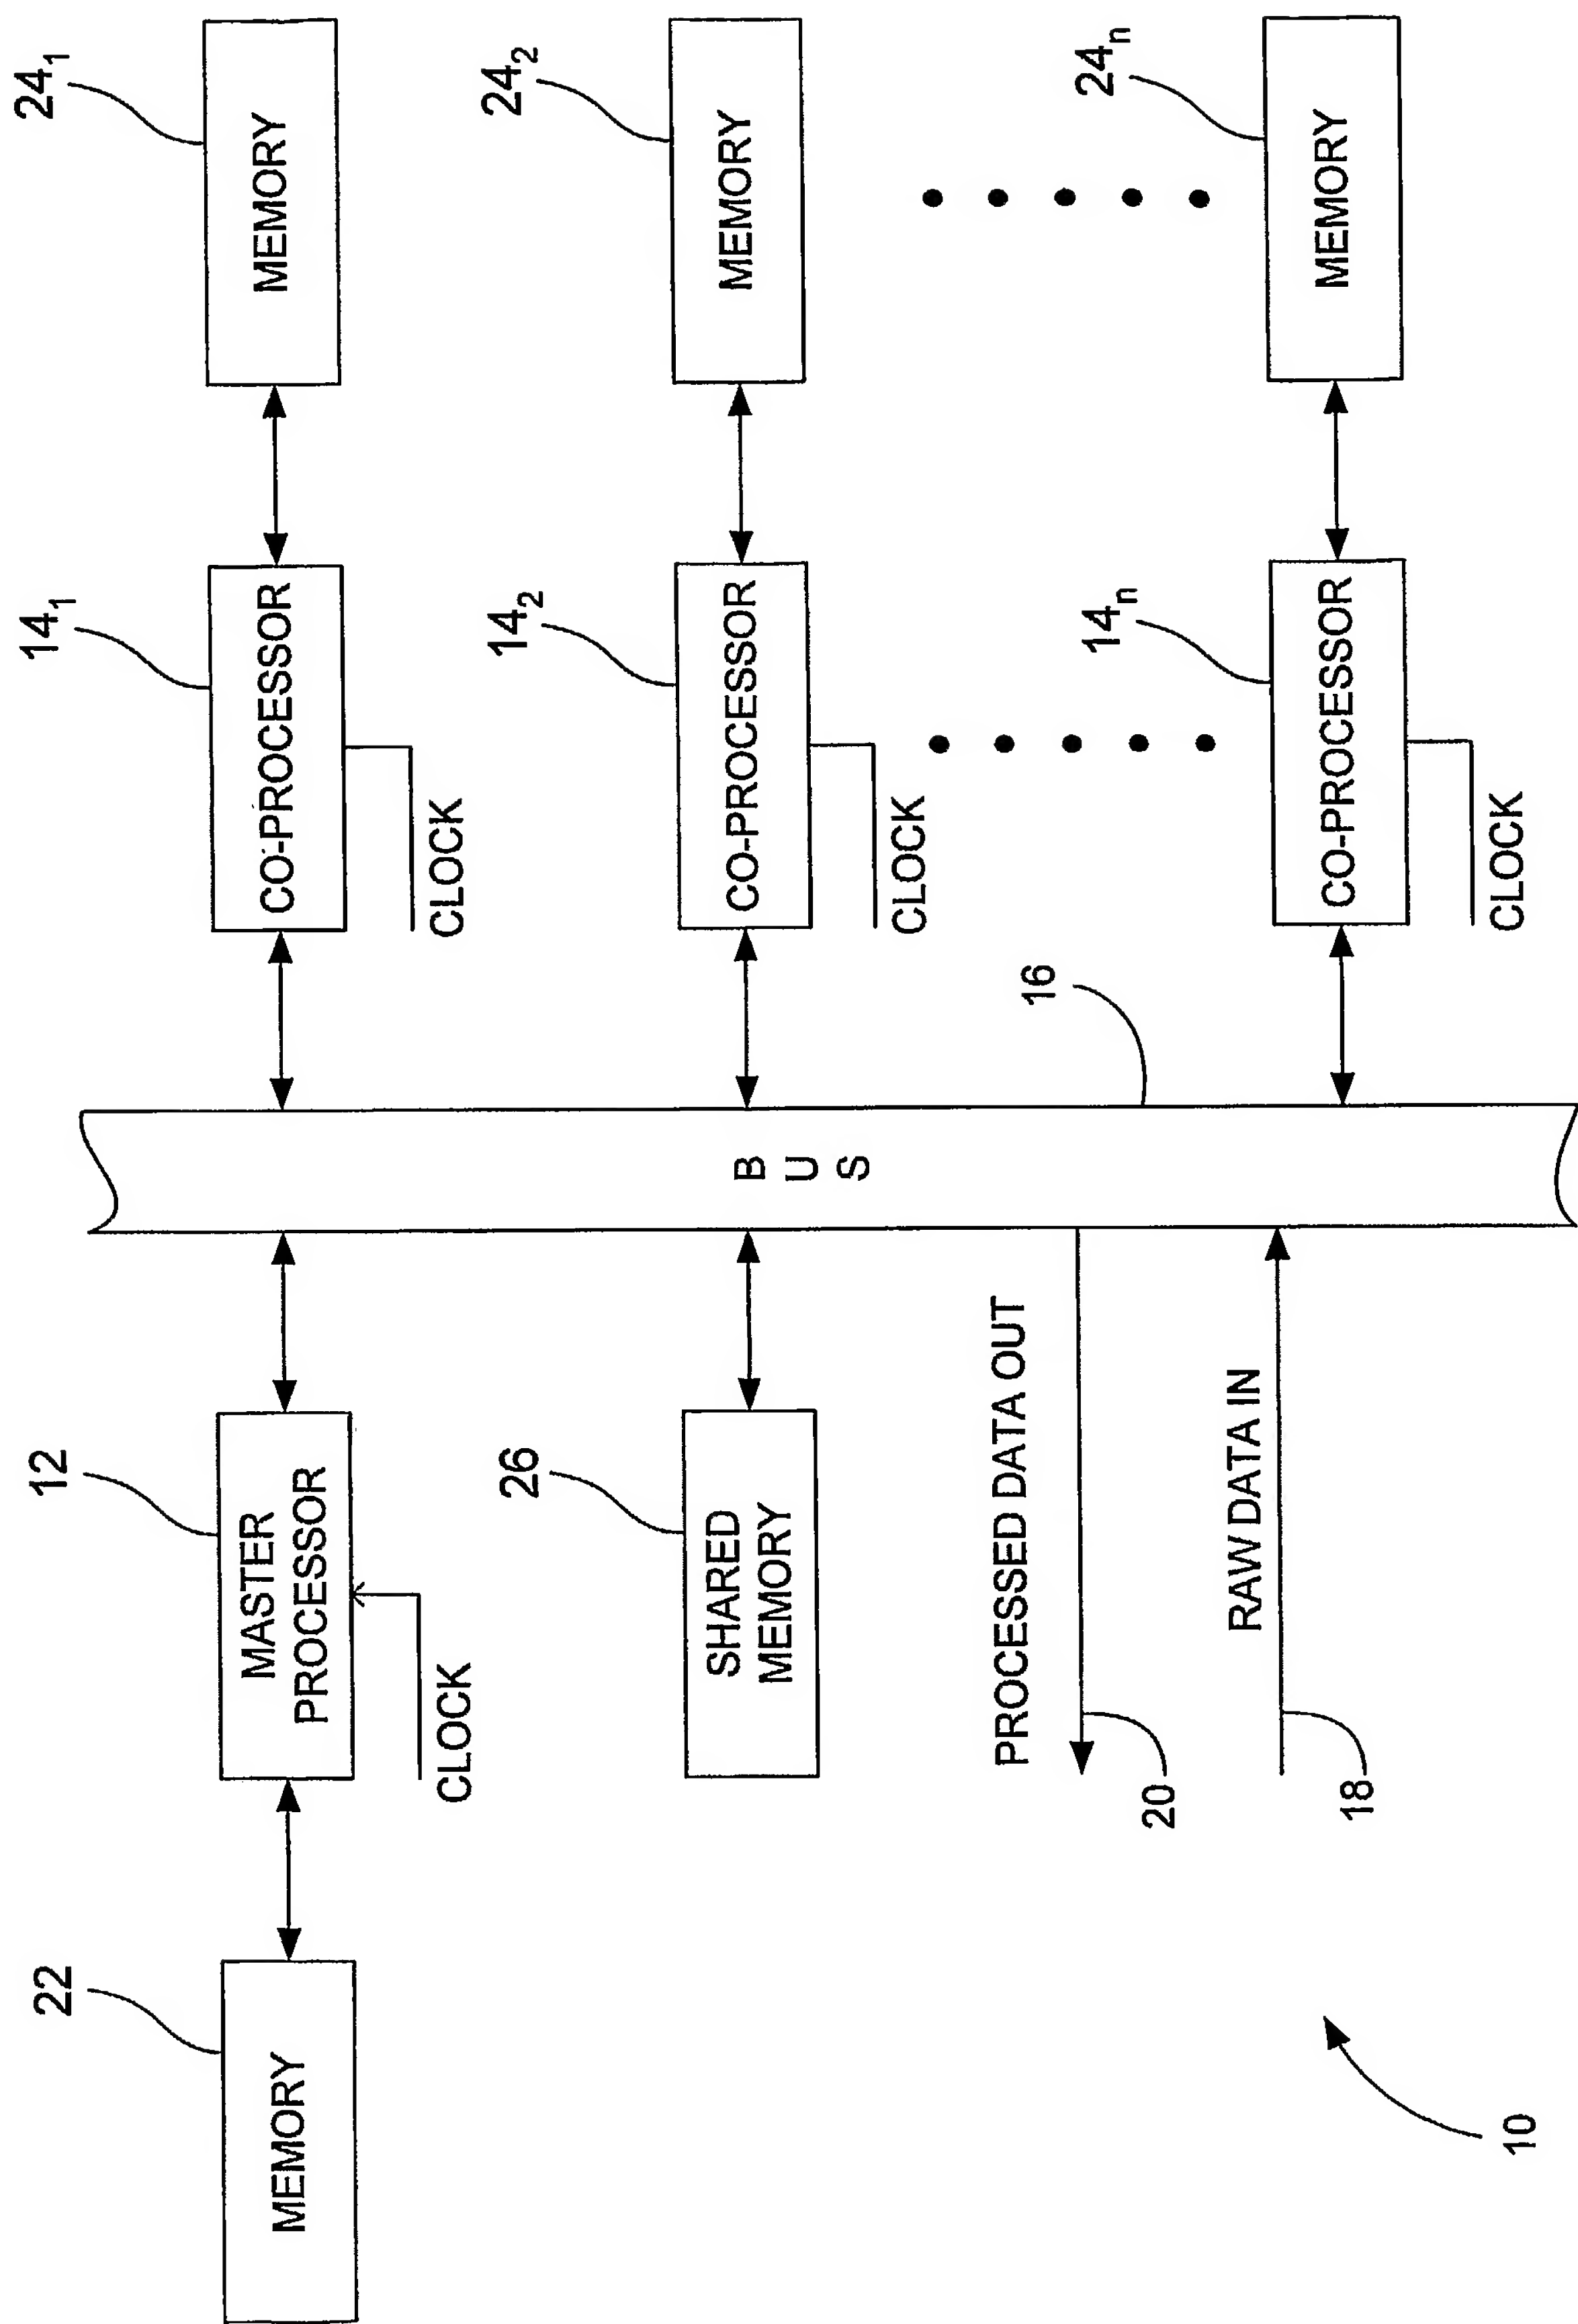 22
MEMORY
12
MASTER
PROCESSOR
CLOCK
26
SHARED
MEMORY
PROCESSED DATA OUT
20
RAW DATA IN
18
10
B
U
S
16
14₁
CO-PROCESSOR
CLOCK
24₁
MEMORY
14₂
CO-PROCESSOR
CLOCK
24₂
MEMORY
14ₙ
CO-PROCESSOR
CLOCK
24ₙ
MEMORY